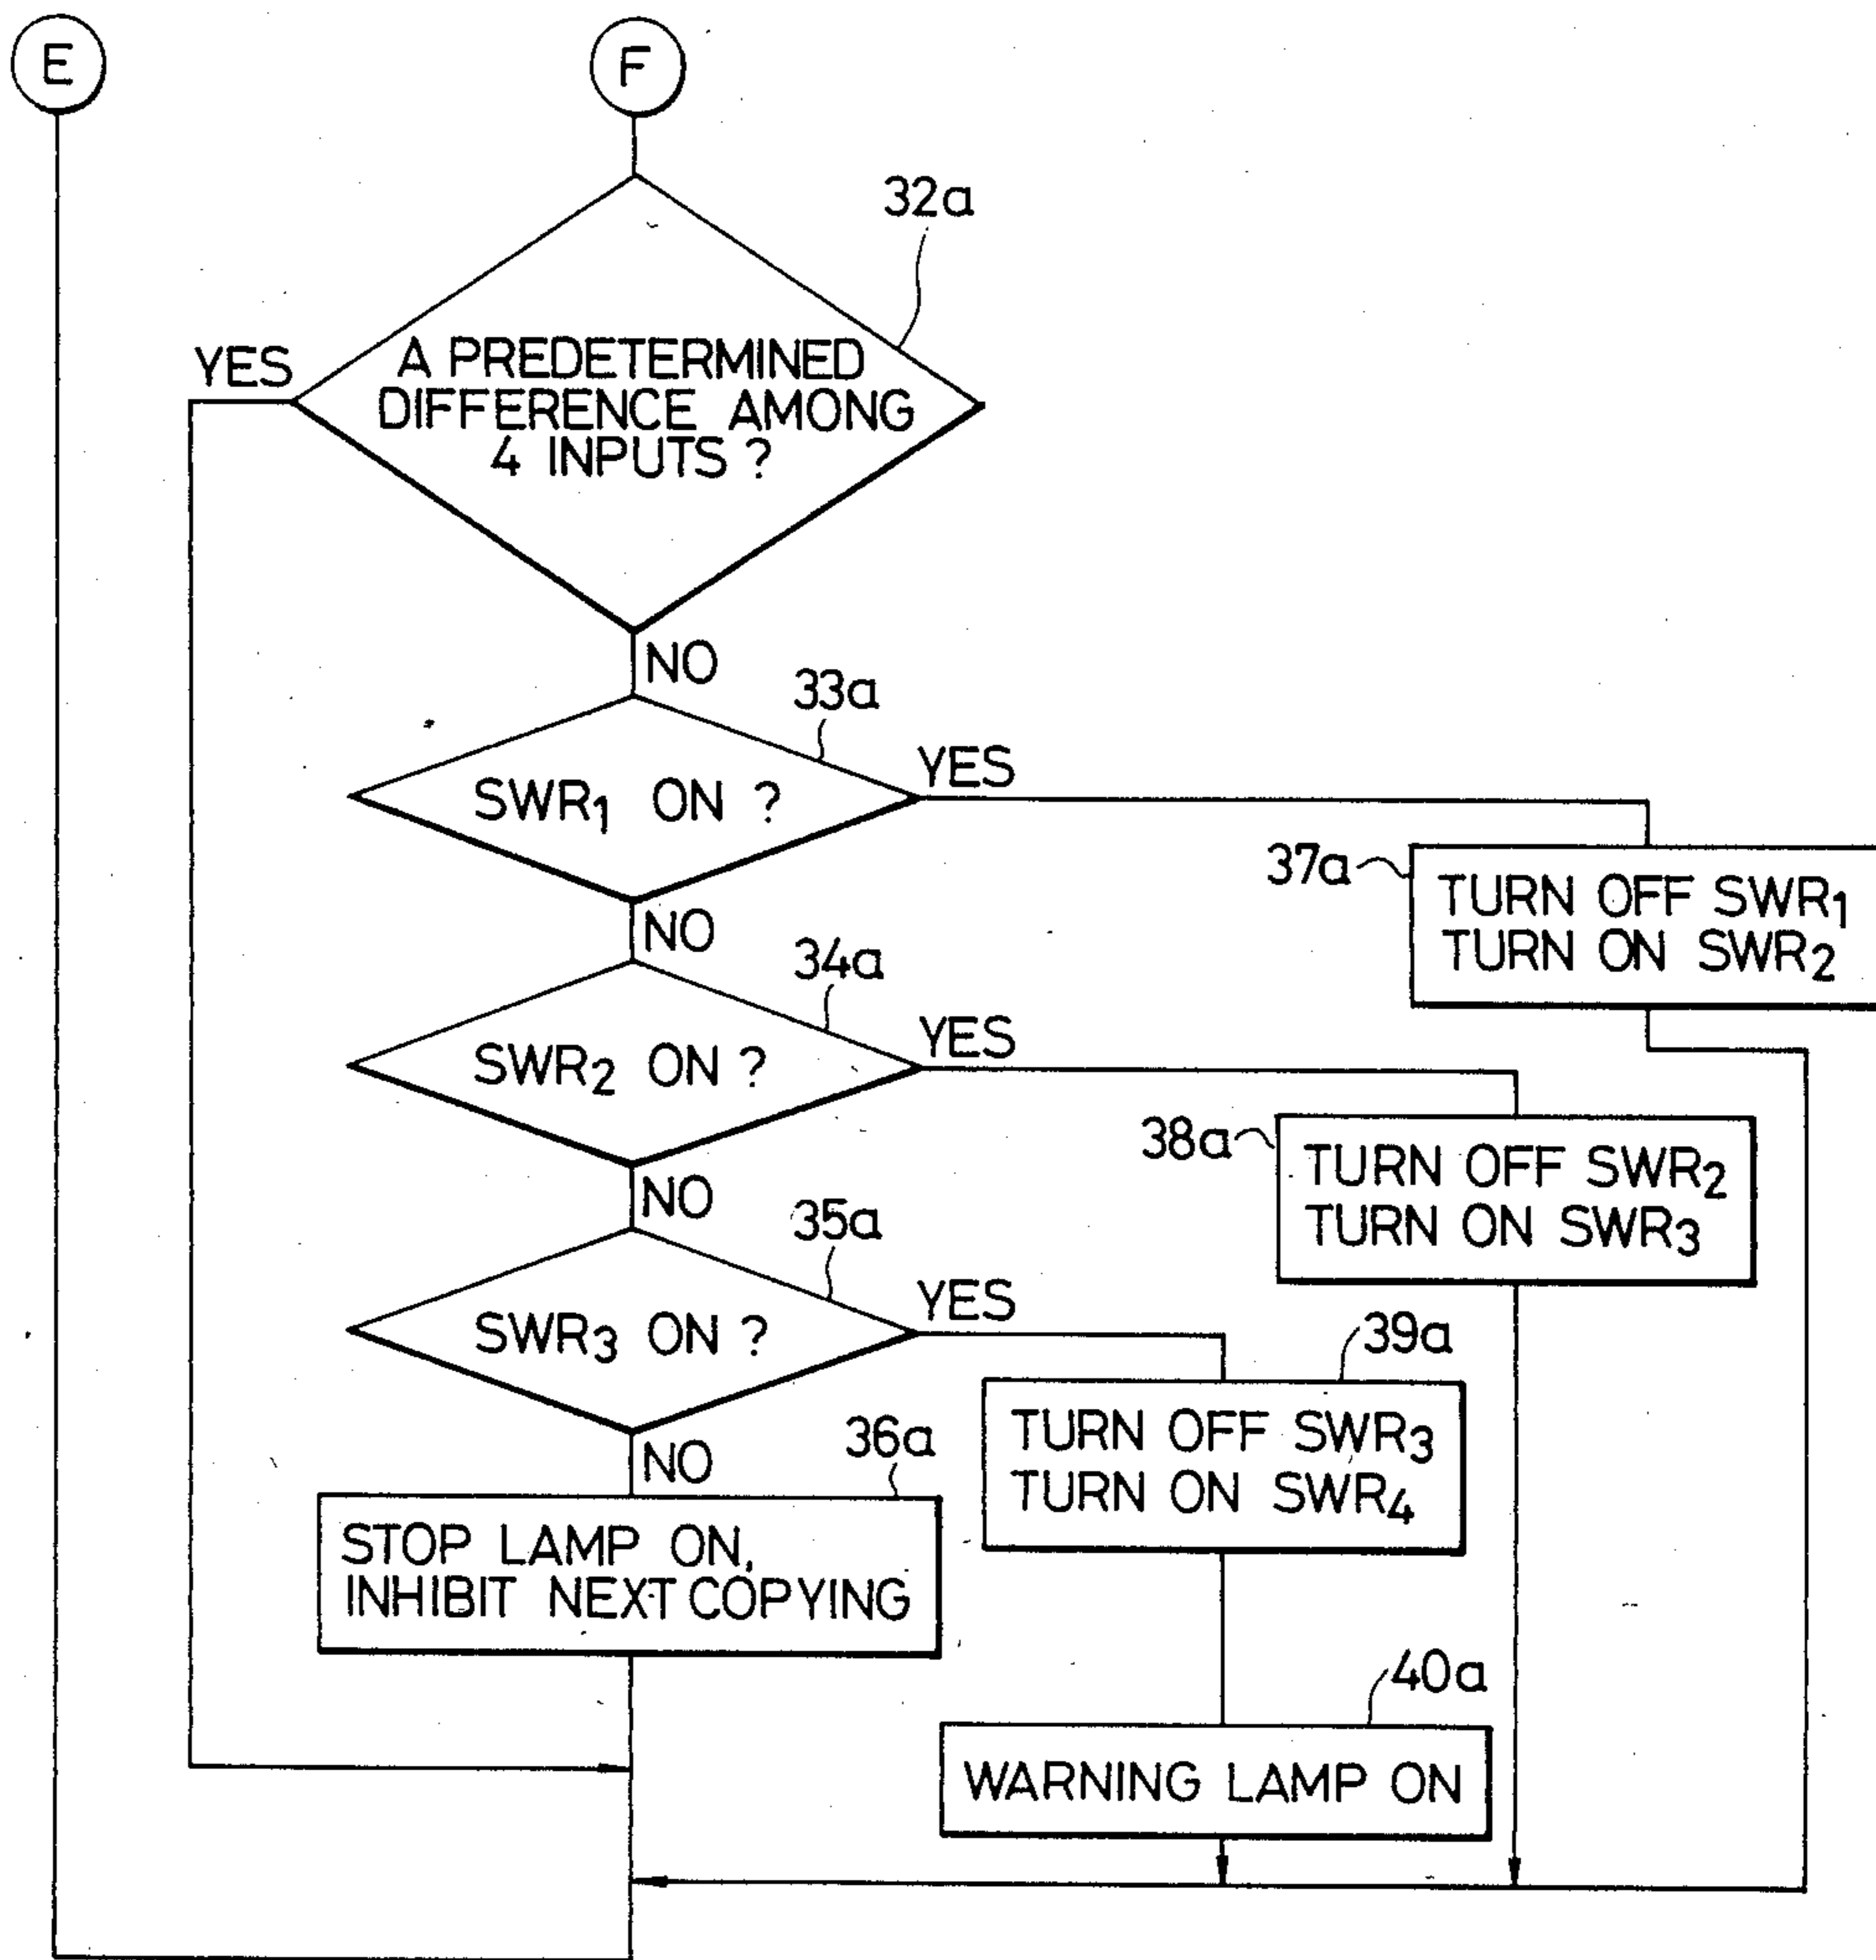 E
F
32a
YES
A PREDETERMINED
DIFFERENCE AMONG
4 INPUTS ?
NO
33a
SWR1 ON ?
YES
37a
TURN OFF SWR1
TURN ON SWR2
NO
34a
SWR2 ON ?
YES
38a
TURN OFF SWR2
TURN ON SWR3
NO
35a
SWR3 ON ?
YES
39a
TURN OFF SWR3
TURN ON SWR4
NO
36a
STOP LAMP ON,
INHIBIT NEXT COPYING
40a
WARNING LAMP ON